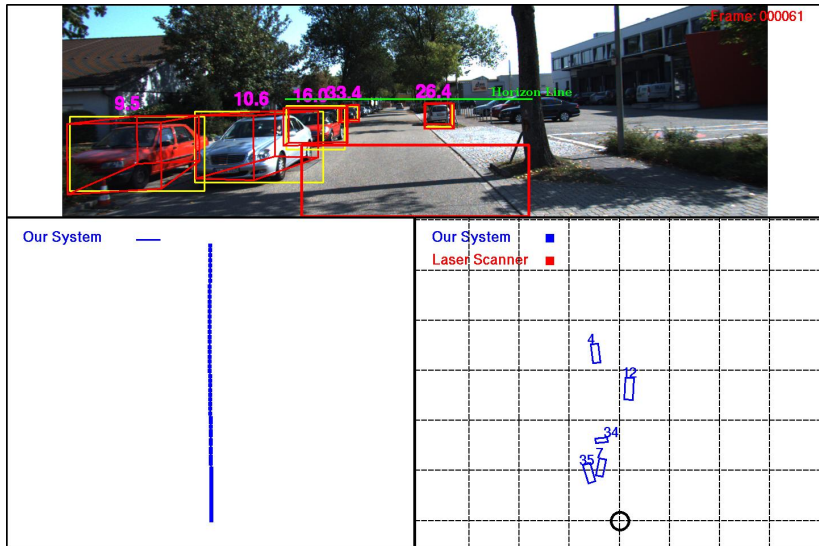 Frame: 000061
9.5
10.6
16.0
33.4
26.4
Horizon Line
Our System
Our System
Laser Scanner
4
12
34
7
35